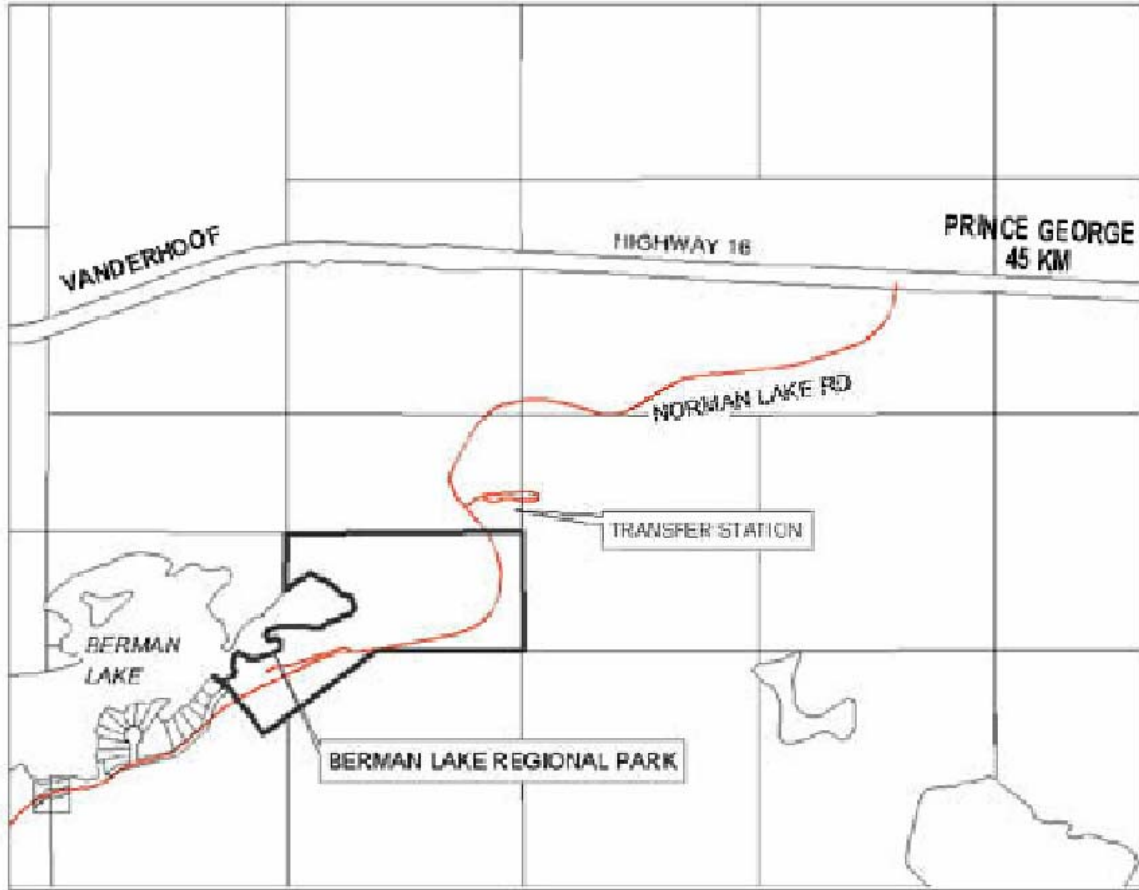 VANDERHOOF
HIGHWAY 16
PRINCE GEORGE
45 KM
NORMAN LAKE RD
TRANSFER STATION
BERMAN
LAKE
BERMAN LAKE REGIONAL PARK